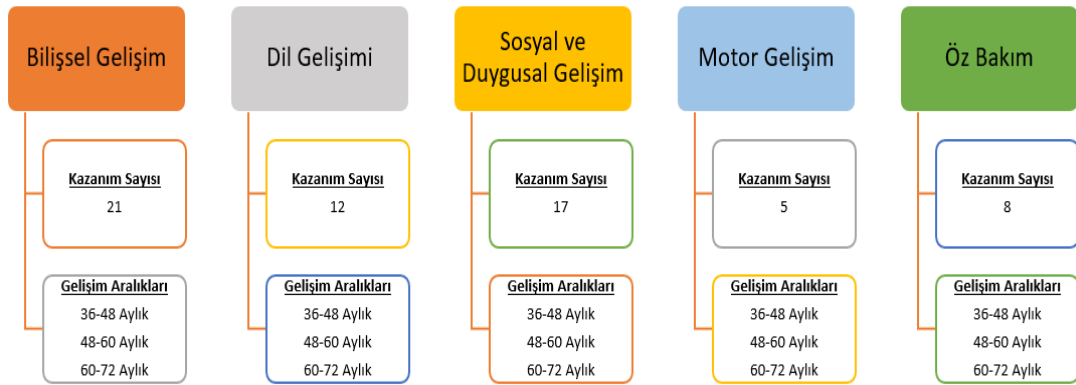 Bilişsel Gelişim
Kazanım Sayısı
21
Gelişim Aralıkları
36-48 Aylık
48-60 Aylık
60-72 Aylık
Dil Gelişimi
Kazanım Sayısı
12
Gelişim Aralıkları
36-48 Aylık
48-60 Aylık
60-72 Aylık
Sosyal ve
Duygusal Gelişim
Kazanım Sayısı
17
Gelişim Aralıkları
36-48 Aylık
48-60 Aylık
60-72 Aylık
Motor Gelişim
Kazanım Sayısı
5
Gelişim Aralıkları
36-48 Aylık
48-60 Aylık
60-72 Aylık
Öz Bakım
Kazanım Sayısı
8
Gelişim Aralıkları
36-48 Aylık
48-60 Aylık
60-72 Aylık